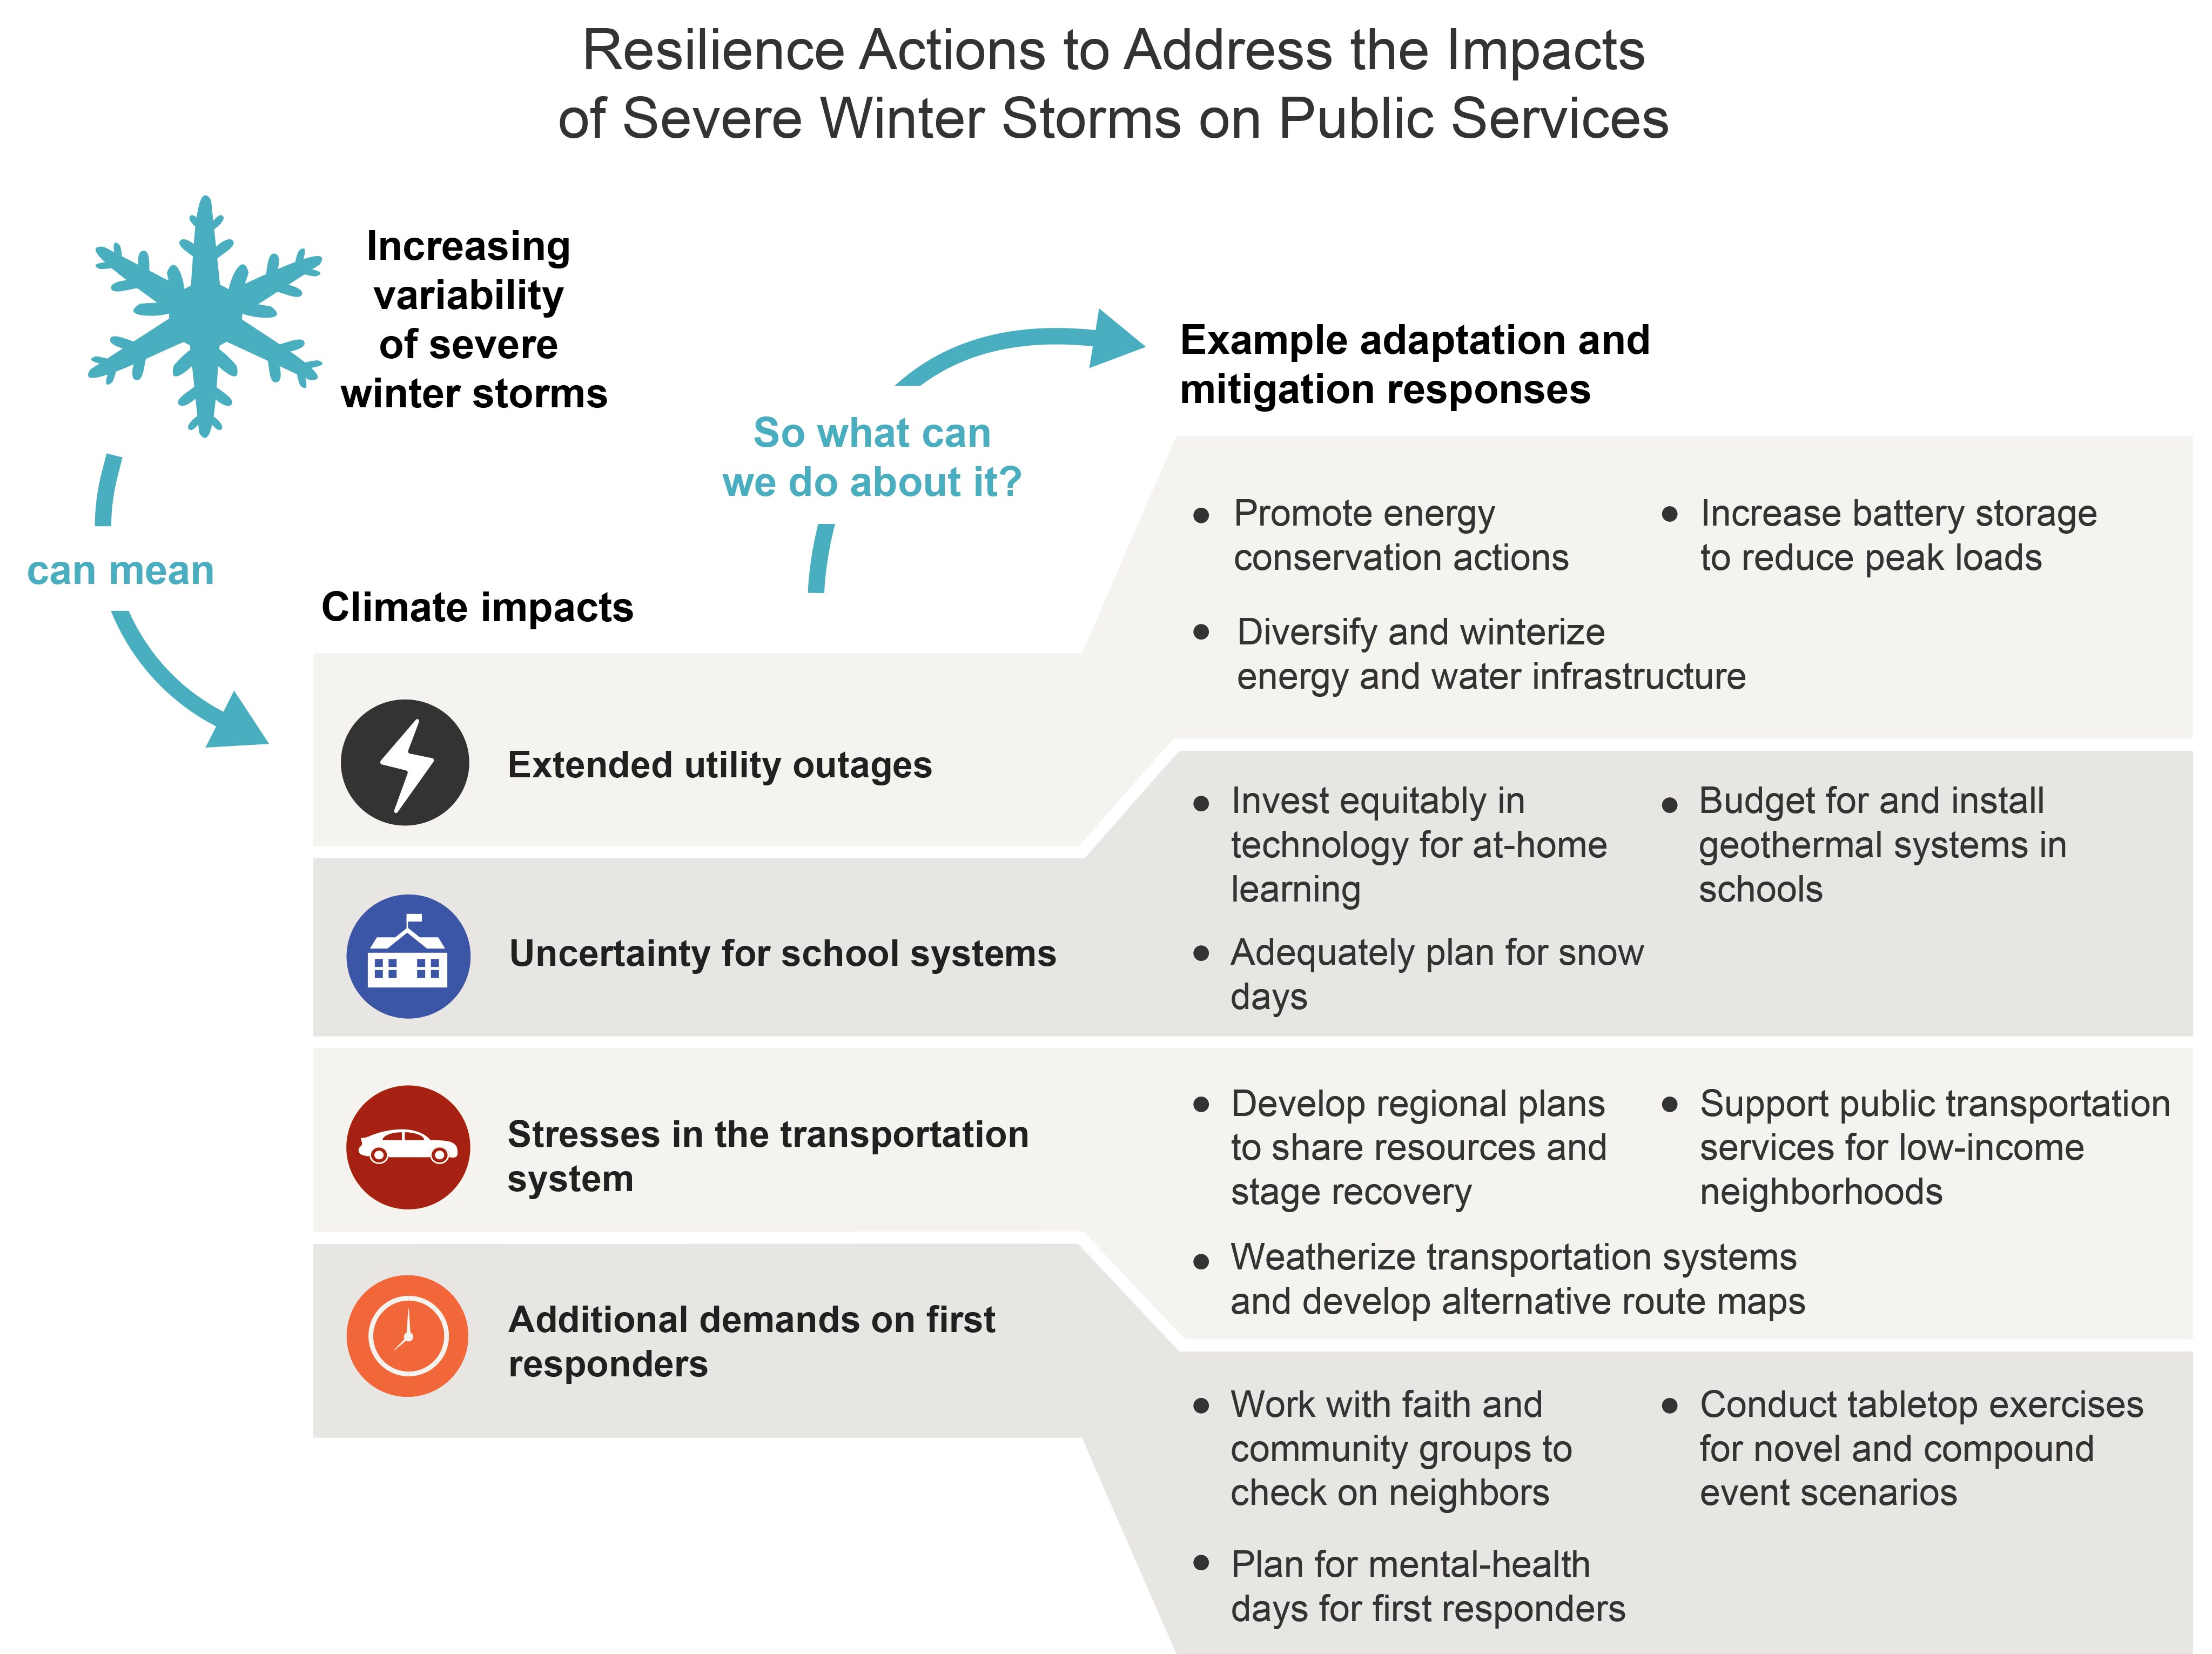 Resilience Actions to Address the Impacts
of Severe Winter Storms on Public Services
Increasing
variability
of severe
winter storms
can mean
Climate impacts
So what can
we do about it?
Example adaptation and
mitigation responses
Extended utility outages
• Promote energy
conservation actions
• Increase battery storage
to reduce peak loads
• Diversify and winterize
energy and water infrastructure
Uncertainty for school systems
• Invest equitably in
technology for at-home
learning
• Budget for and install
geothermal systems in
schools
• Adequately plan for snow
days
Stresses in the transportation
system
• Develop regional plans
to share resources and
stage recovery
• Support public transportation
services for low-income
neighborhoods
• Weatherize transportation systems
and develop alternative route maps
Additional demands on first
responders
• Work with faith and
community groups to
check on neighbors
• Conduct tabletop exercises
for novel and compound
event scenarios
• Plan for mental-health
days for first responders